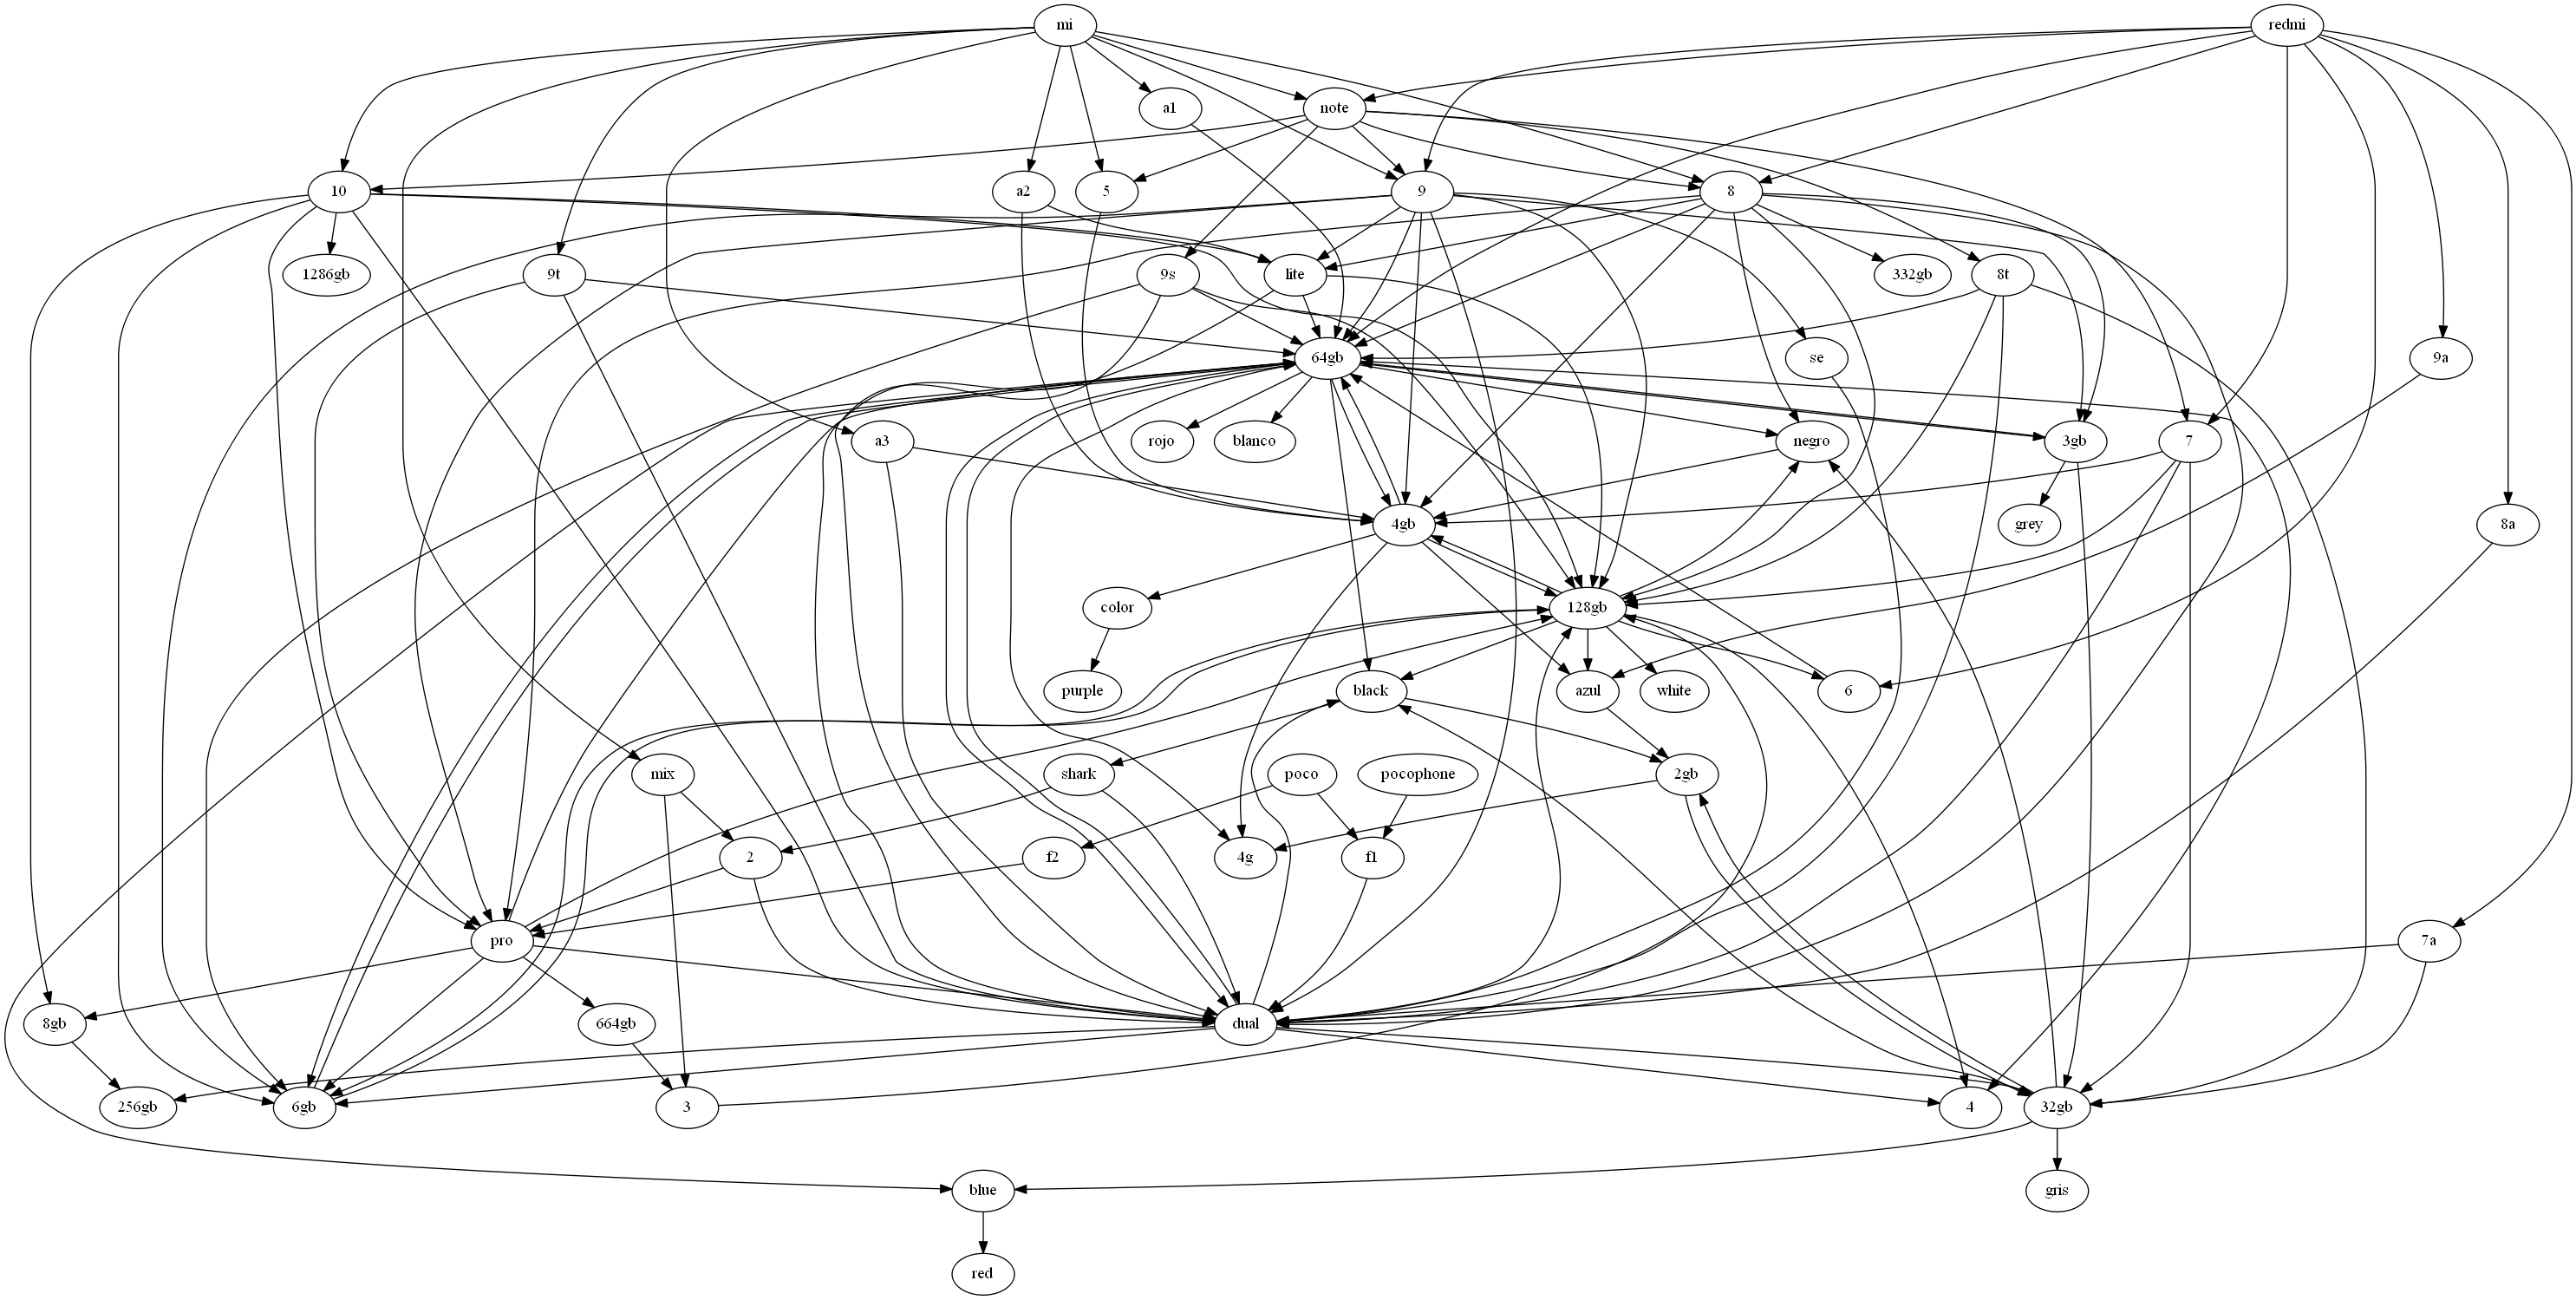 mi
redmi
a1
note
10
a2
5
9
8
1286gb
9t
9s
lite
332gb
8t
64gb
se
9a
a3
rojo
blanco
negro
3gb
7
4gb
grey
8a
color
128gb
purple
black
azul
white
6
mix
shark
poco
pocophone
2gb
2
f2
4g
f1
pro
7a
8gb
664gb
dual
256gb
6gb
3
4
32gb
blue
gris
red